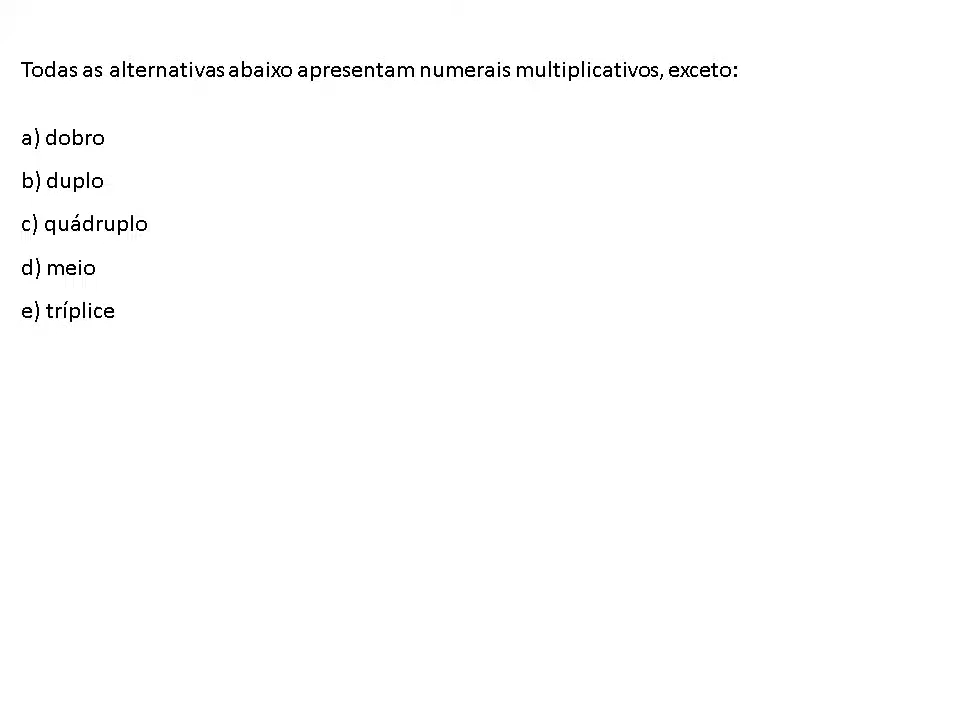 Todas as alternativas abaixo apresentam numerais multiplicativos, exceto:
a) dobro
b) duplo
c) quádruplo
d) meio
e) tríplice